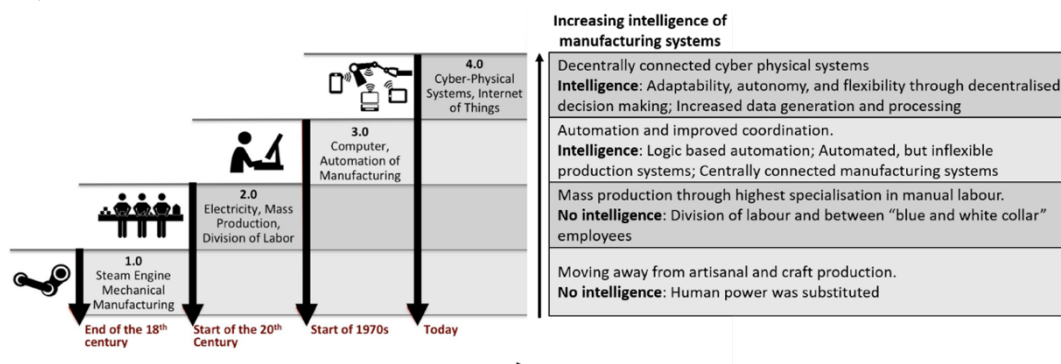 Increasing intelligence of
manufacturing systems
4.0
Cyber-Physical
Systems, Internet
of Things
3.0
Computer,
Automation of
Manufacturing
2.0
Electricity, Mass
Production,
Division of Labor
1.0
Steam Engine
Mechanical
Manufacturing
End of the 18th
century
Start of the 20th
Century
Start of 1970s
Today
Decentrally connected cyber physical systems
Intelligence: Adaptability, autonomy, and flexibility through decentralised
decision making; Increased data generation and processing
Automation and improved coordination.
Intelligence: Logic based automation; Automated, but inflexible
production systems; Centrally connected manufacturing systems
Mass production through highest specialisation in manual labour.
No intelligence: Division of labour and between “blue and white collar”
employees
Moving away from artisanal and craft production.
No intelligence: Human power was substituted